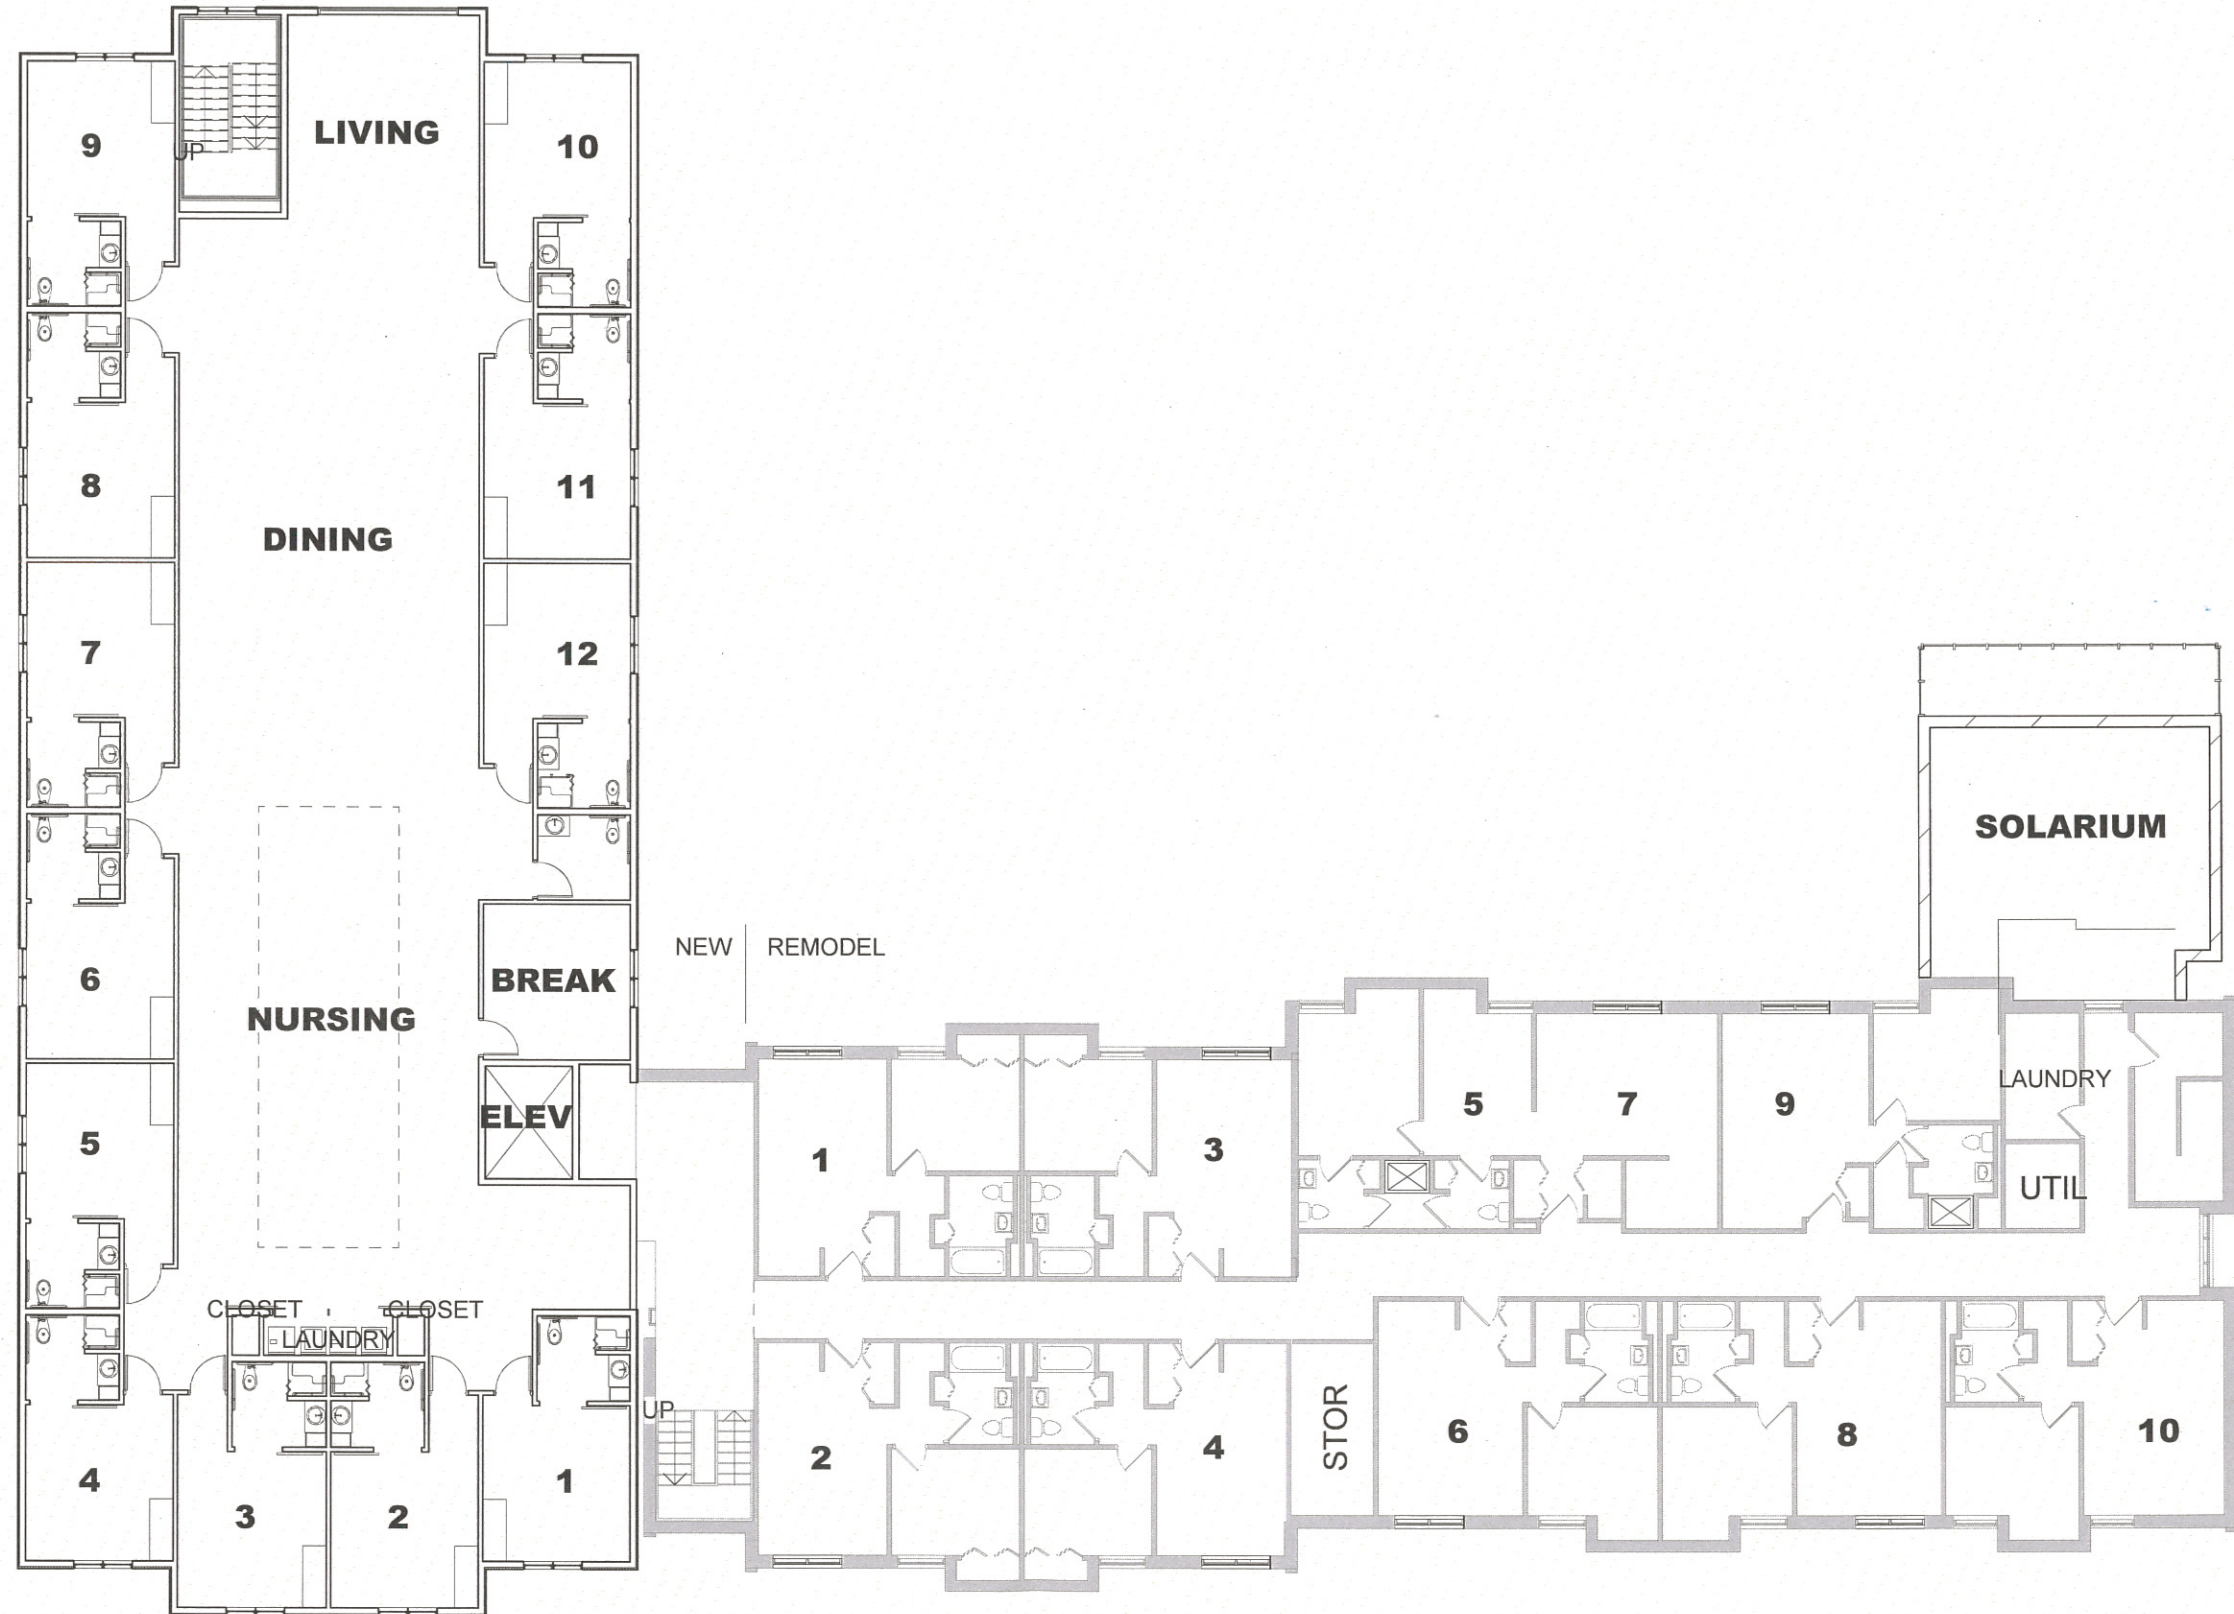 LIVING
9
10
UP
8
11
DINING
7
12
6
BREAK
NURSING
5
ELEV
CLOSET
CLOSET
LAUNDRY
4
3
2
1
NEW
REMODEL
SOLARIUM
1
3
5
7
9
LAUNDRY
UTIL
UP
2
4
STOR
6
8
10